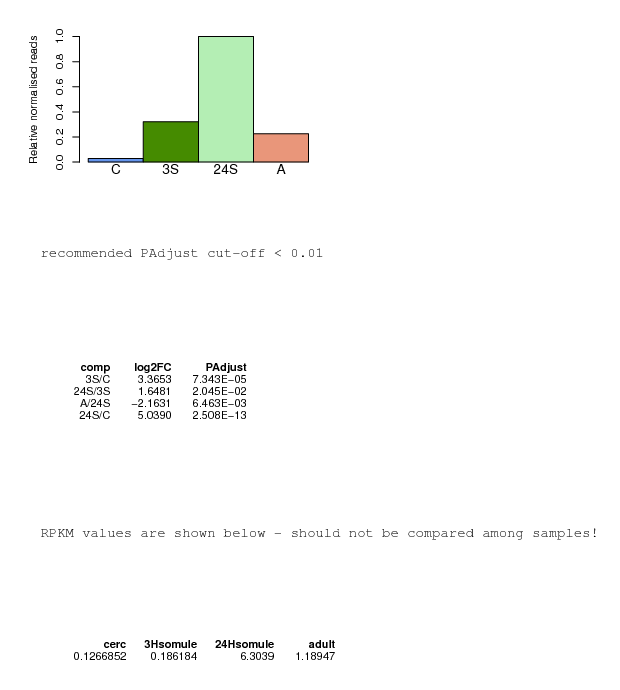 Relative normalised reads
1.0
0.8
0.6
0.4
0.2
0.0
C 3S 24S A
recommended PAdjust cut-off < 0.01
comp log2FC PAdjust
3S/C 3.3653 7.343E-05
24S/3S 1.6481 2.045E-02
A/24S -2.1631 6.463E-03
24S/C 5.0390 2.508E-13
RPKM values are shown below - should not be compared among samples!
cerc 3Hsomule 24Hsomule adult
0.1266852 0.186184 6.3039 1.18947